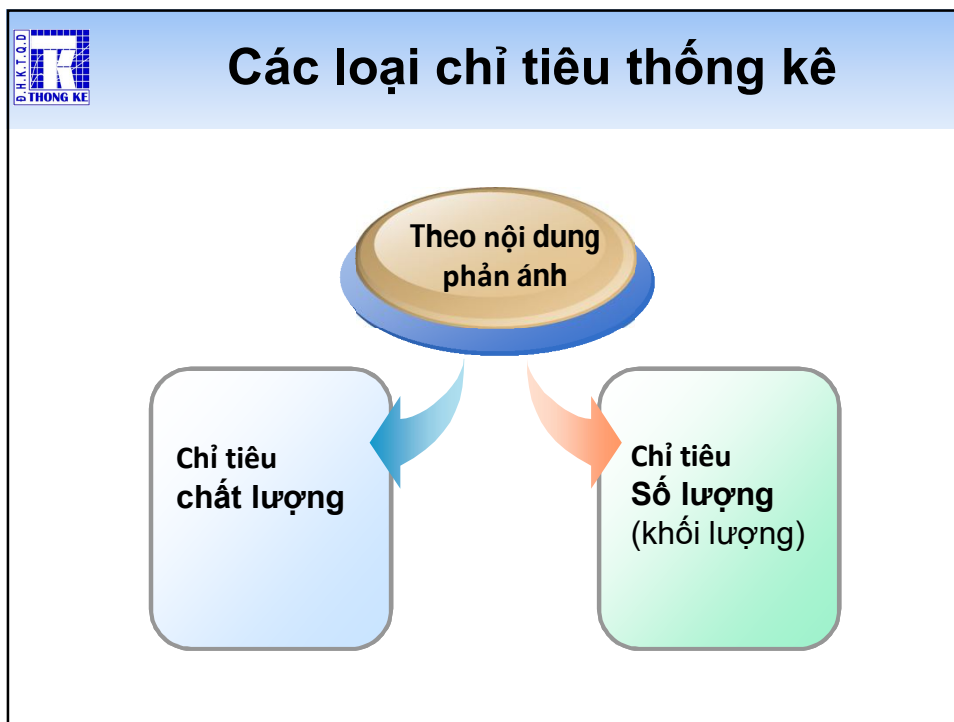 Đ.H.K.T.Q.D
TK
THONG KE
Các loại chỉ tiêu thống kê
Theo nội dung
phản ánh
Chỉ tiêu
chất lượng
Chỉ tiêu
Số lượng
(khối lượng)